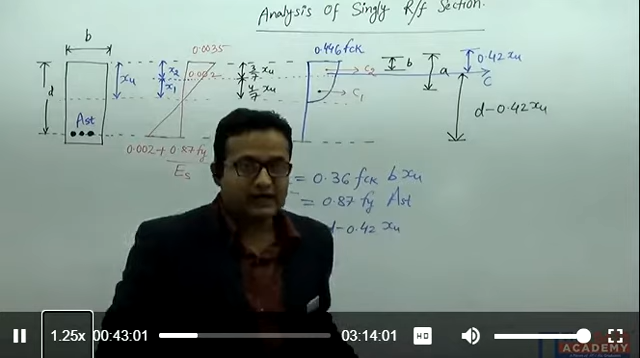 Analysis Of Singly R/f Section.
b
0.0035
0.446 fck
b
a
0.42 xu
d
xu
x2
0.002
x1
3/7 xu
4/7 xu
C2
C1
C
d-0.42xu
Ast
0.002 + 0.87 fy
Es
= 0.36 fck b xu
= 0.87 fy Ast
d-0.42 xu
1.25x
00:43:01
03:14:01
HD
ACADEMY